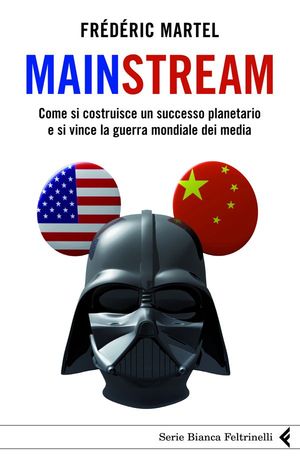 FRÉDÉRIC MARTEL
MAINSTREAM
Come si costruisce un successo planetario
e si vince la guerra mondiale dei media
Serie Bianca Feltrinelli